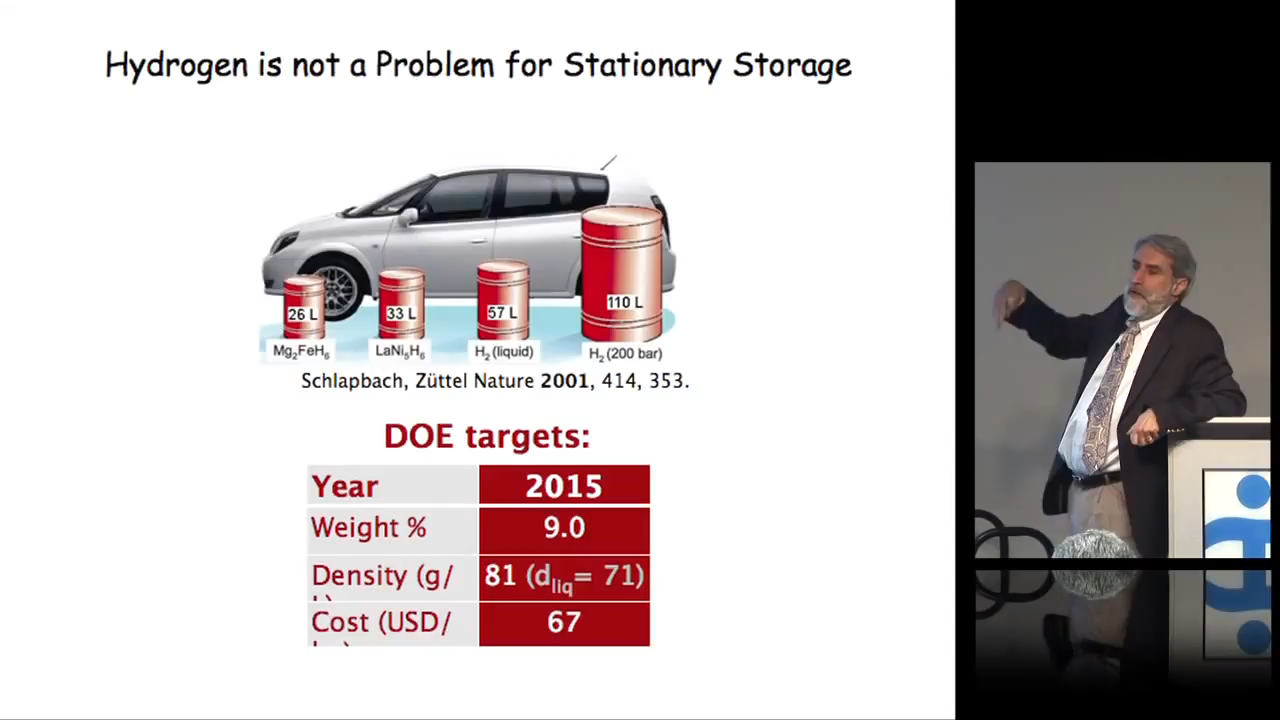 Hydrogen is not a Problem for Stationary Storage
26 L
33 L
57 L
110 L
Mg₂FeH₆
LaNi₅H₆
H₂ (liquid)
H₂ (200 bar)
Schlapbach, Züttel Nature 2001, 414, 353.
DOE targets:
Year 2015
Weight % 9.0
Density (g/ 81 (dliq= 71)
Cost (USD/ 67